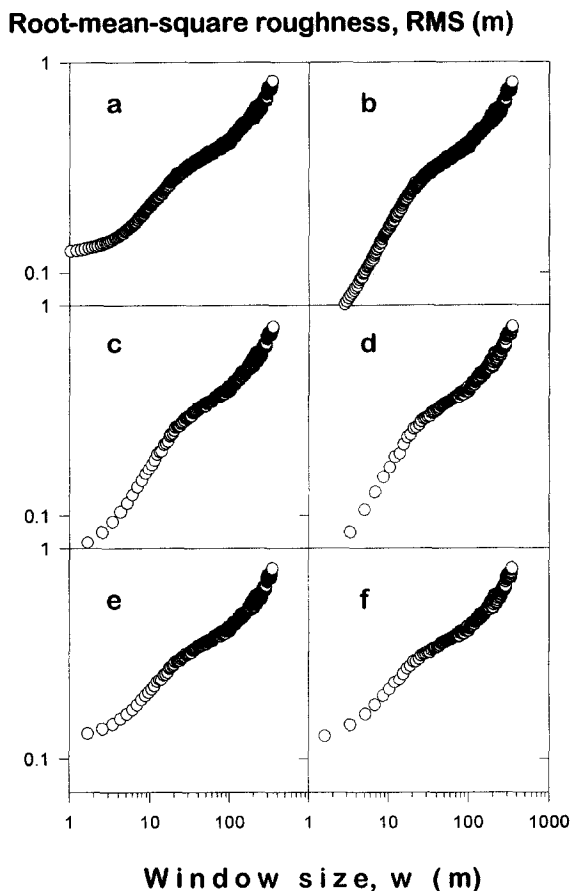 Root-mean-square roughness, RMS (m)
1
a
b
0.1
1
c
d
0.1
1
e
f
0.1
1 10 100 1 10 100 1000
Window size, w (m)